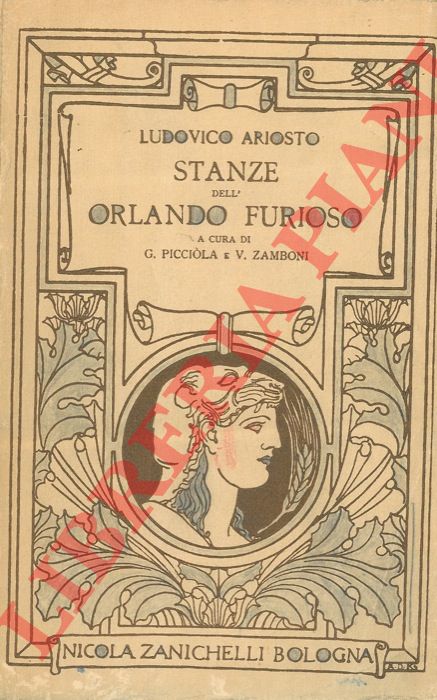 LUDOVICO ARIOSTO
STANZE
DELL'
ORLANDO FURIOSO
A CURA DI
G. PICCIÒLA E V. ZAMBONI
LIBRERIA PIANI
NICOLA ZANICHELLI BOLOGNA